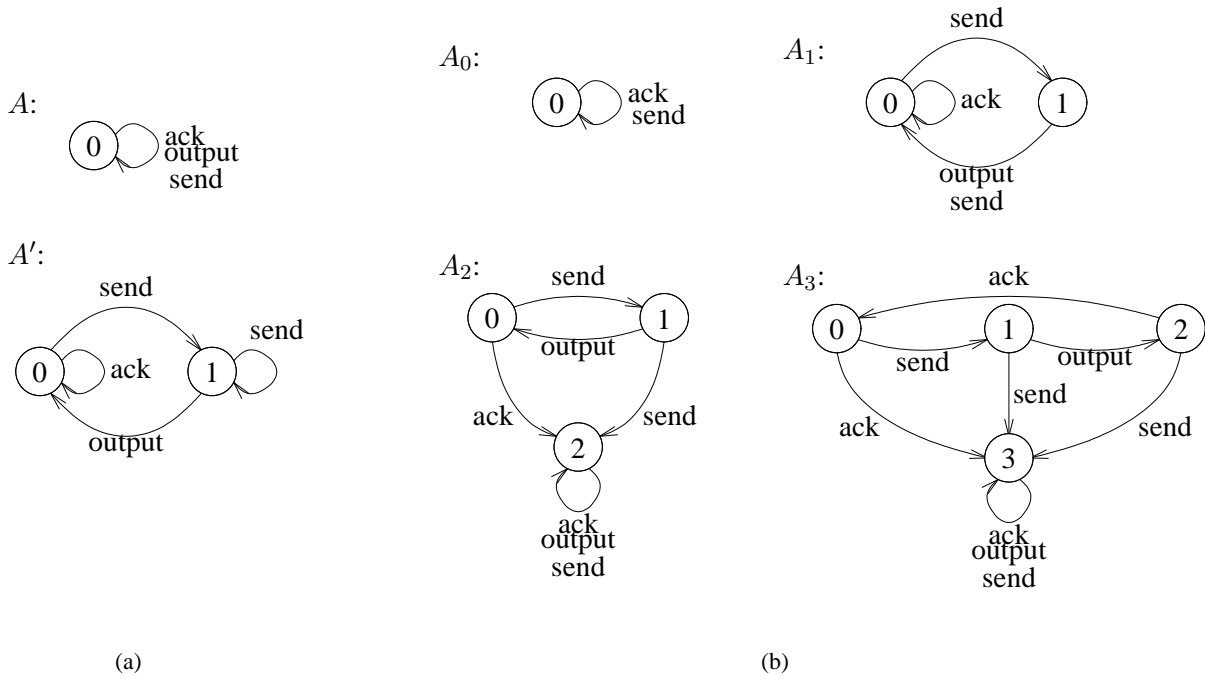 A:
0
ack
output
send
A′:
send
0
ack
1
send
output
(a)
A₀:
0
ack
send
A₁:
send
0
ack
1
output
send
A₂:
send
0
1
output
ack
send
2
ack
output
send
A₃:
ack
0
1
2
send
output
ack
send
send
3
ack
output
send
(b)